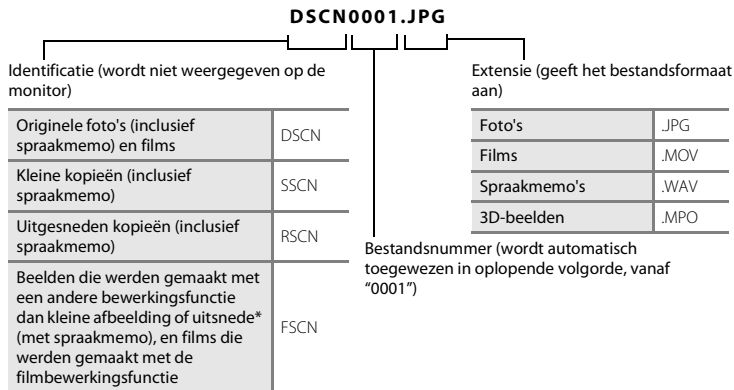 DSCN0001.JPG
Identificatie (wordt niet weergegeven op de
monitor)
Originele foto's (inclusief
spraakmemo) en films
DSCN
Kleine kopieën (inclusief
spraakmemo)
SSCN
Uitgesneden kopieën (inclusief
spraakmemo)
RSCN
Beelden die werden gemaakt met
een andere bewerkingsfunctie
dan kleine afbeelding of uitsnede*
(met spraakmemo), en films die
werden gemaakt met de
filmbewerkingsfunctie
FSCN
Extensie (geeft het bestandsformaat
aan)
Foto's .JPG
Films .MOV
Spraakmemo's .WAV
3D-beelden .MPO
Bestandsnummer (wordt automatisch
toegewezen in oplopende volgorde, vanaf
“0001”)